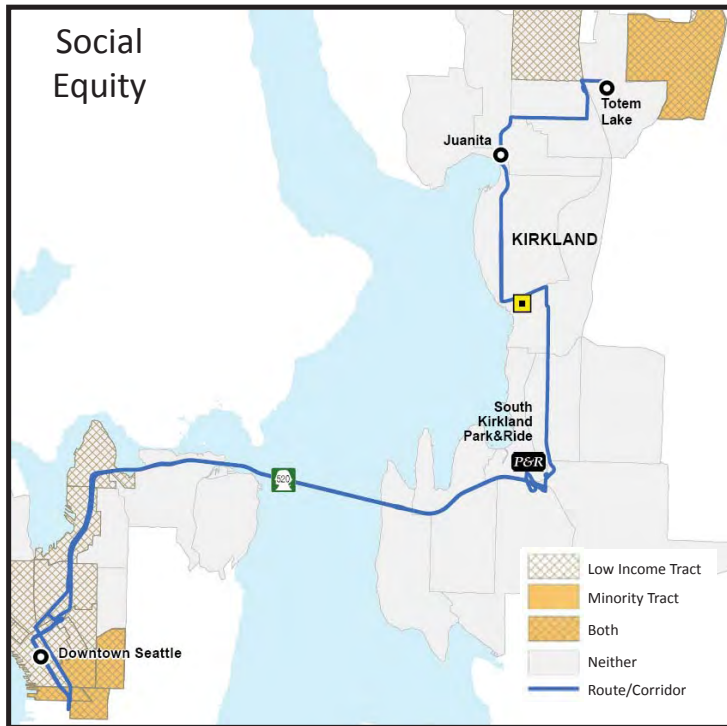 Social
Equity
Totem
Lake
Juanita
KIRKLAND
South
Kirkland
Park&Ride
P&R
520
Downtown Seattle
Low Income Tract
Minority Tract
Both
Neither
Route/Corridor